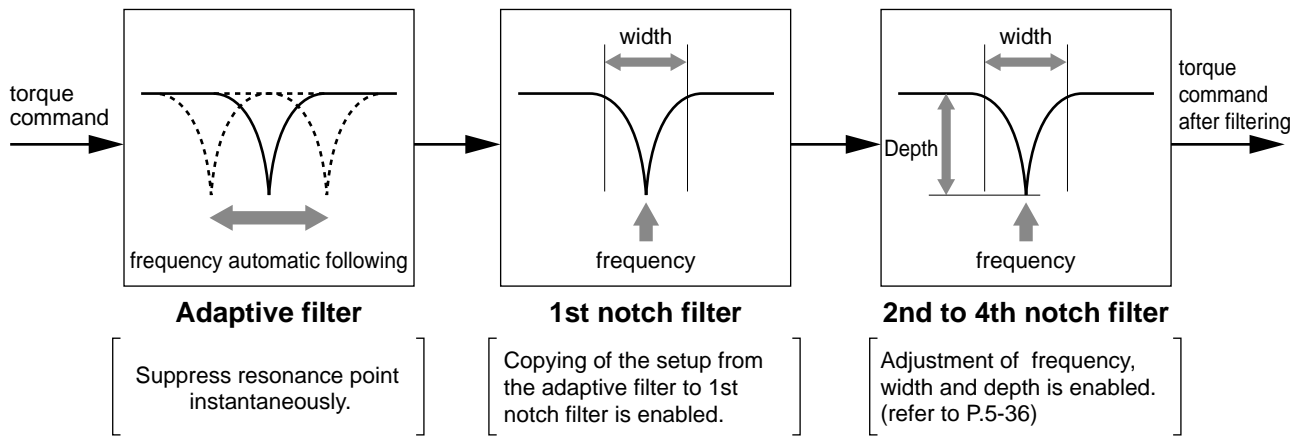 torque
command
frequency automatic following
Adaptive filter
Suppress resonance point
instantaneously.
width
frequency
1st notch filter
Copying of the setup from
the adaptive filter to 1st
notch filter is enabled.
width
Depth
frequency
2nd to 4th notch filter
Adjustment of frequency,
width and depth is enabled.
(refer to P.5-36)
torque
command
after filtering